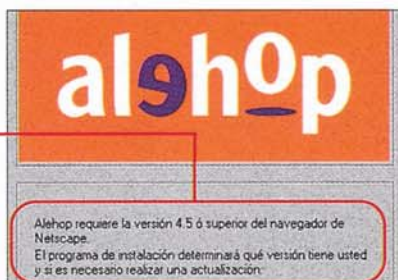 alehop
Alehop requiere la versión 4.5 ó superior del navegador de
Netscape.
El programa de instalación determinará qué versión tiene usted
y si es necesario realizar una actualización.